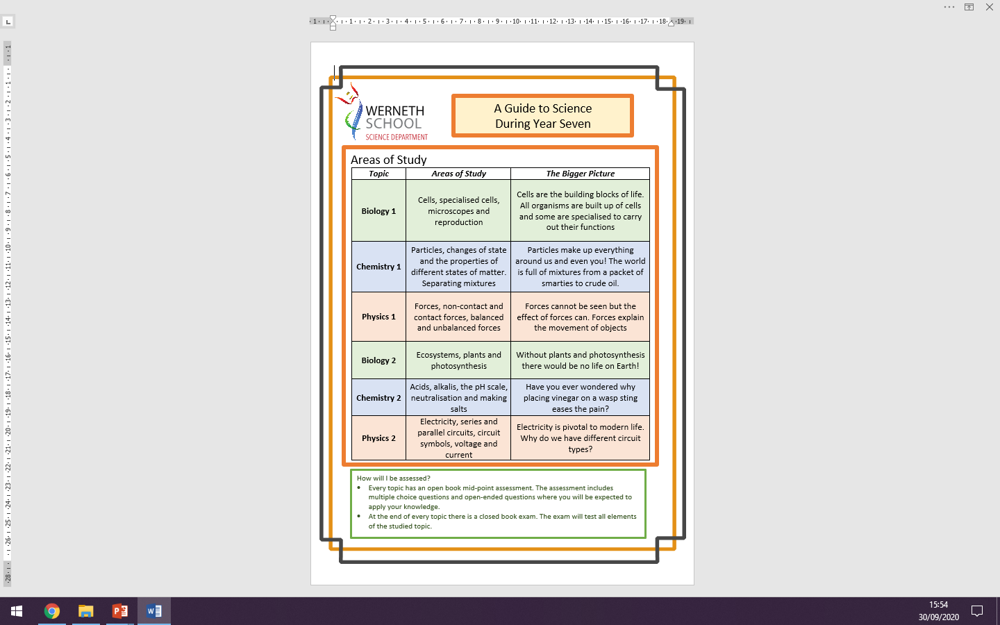 WERNETH
SCHOOL
SCIENCE DEPARTMENT
A Guide to Science
During Year Seven
Areas of Study
Topic
Areas of Study
The Bigger Picture
Biology 1
Cells, specialised cells,
microscopes and
reproduction
Cells are the building blocks of life.
All organisms are built up of cells
and some are specialised to carry
out their functions
Chemistry 1
Particles, changes of state
and the properties of
different states of matter.
Separating mixtures
Particles make up everything
around us and even you! The world
is full of mixtures from a packet of
smarties to crude oil.
Physics 1
Forces, non-contact and
contact forces, balanced
and unbalanced forces
Forces cannot be seen but the
effect of forces can. Forces explain
the movement of objects
Biology 2
Ecosystems, plants and
photosynthesis
Without plants and photosynthesis
there would be no life on Earth!
Chemistry 2
Acids, alkalis, the pH scale,
neutralisation and making
salts
Have you ever wondered why
placing vinegar on a wasp sting
eases the pain?
Physics 2
Electricity, series and
parallel circuits, circuit
symbols, voltage and
current
Electricity is pivotal to modern life.
Why do we have different circuit
types?
How will I be assessed?
• Every topic has an open book mid-point assessment. The assessment includes
multiple choice questions and open-ended questions where you will be expected to
apply your knowledge.
• At the end of every topic there is a closed book exam. The exam will test all elements
of the studied topic.
15:54
30/09/2020